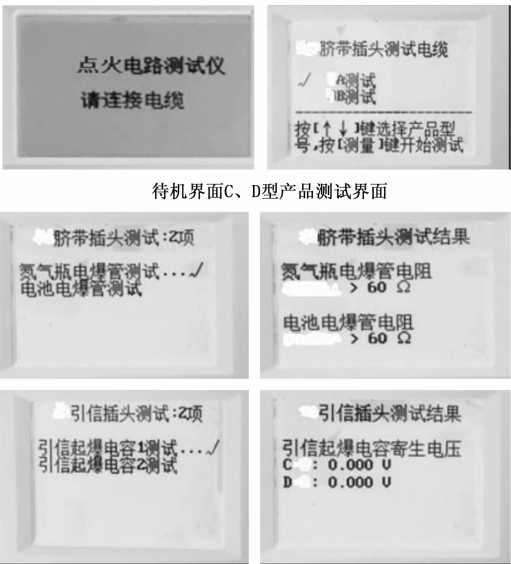 点火电路测试仪
请连接电缆
脐带插头测试电缆
✓ A测试
B测试
按[↑↓]键选择产品型
号,按[测量]键开始测试
待机界面C、D型产品测试界面
脐带插头测试:2项
氮气瓶电爆管测试...✓
电池电爆管测试
脐带插头测试结果
氮气瓶电爆管电阻
> 60 Ω
电池电爆管电阻
> 60 Ω
引信插头测试:2项
引信起爆电容1测试...✓
引信起爆电容2测试
引信插头测试结果
引信起爆电容寄生电压
C : 0.000 V
D : 0.000 V